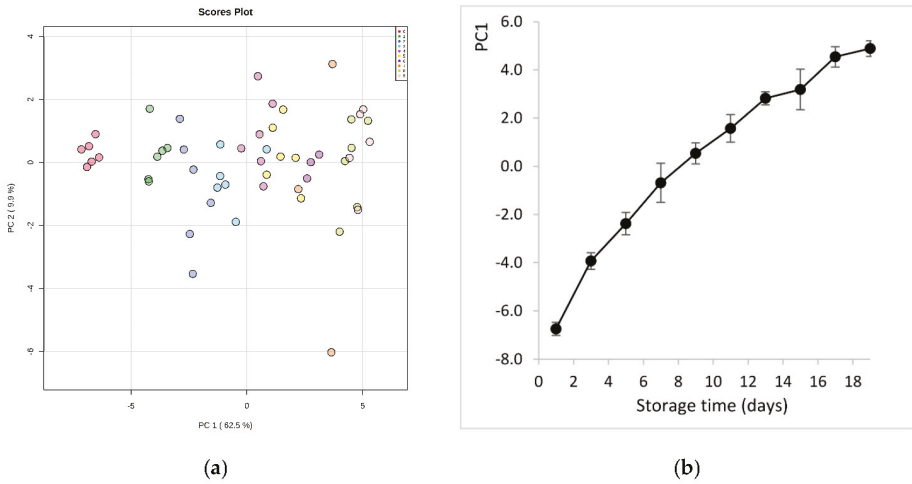 Scores Plot
PC 2 ( 9.9 %)
4
2
0
-2
-4
-6
-5
0
5
PC 1 ( 62.5 %)
(a)
PC1
6.0
4.0
2.0
0.0
-2.0
-4.0
-6.0
-8.0
0 2 4 6 8 10 12 14 16 18
Storage time (days)
(b)